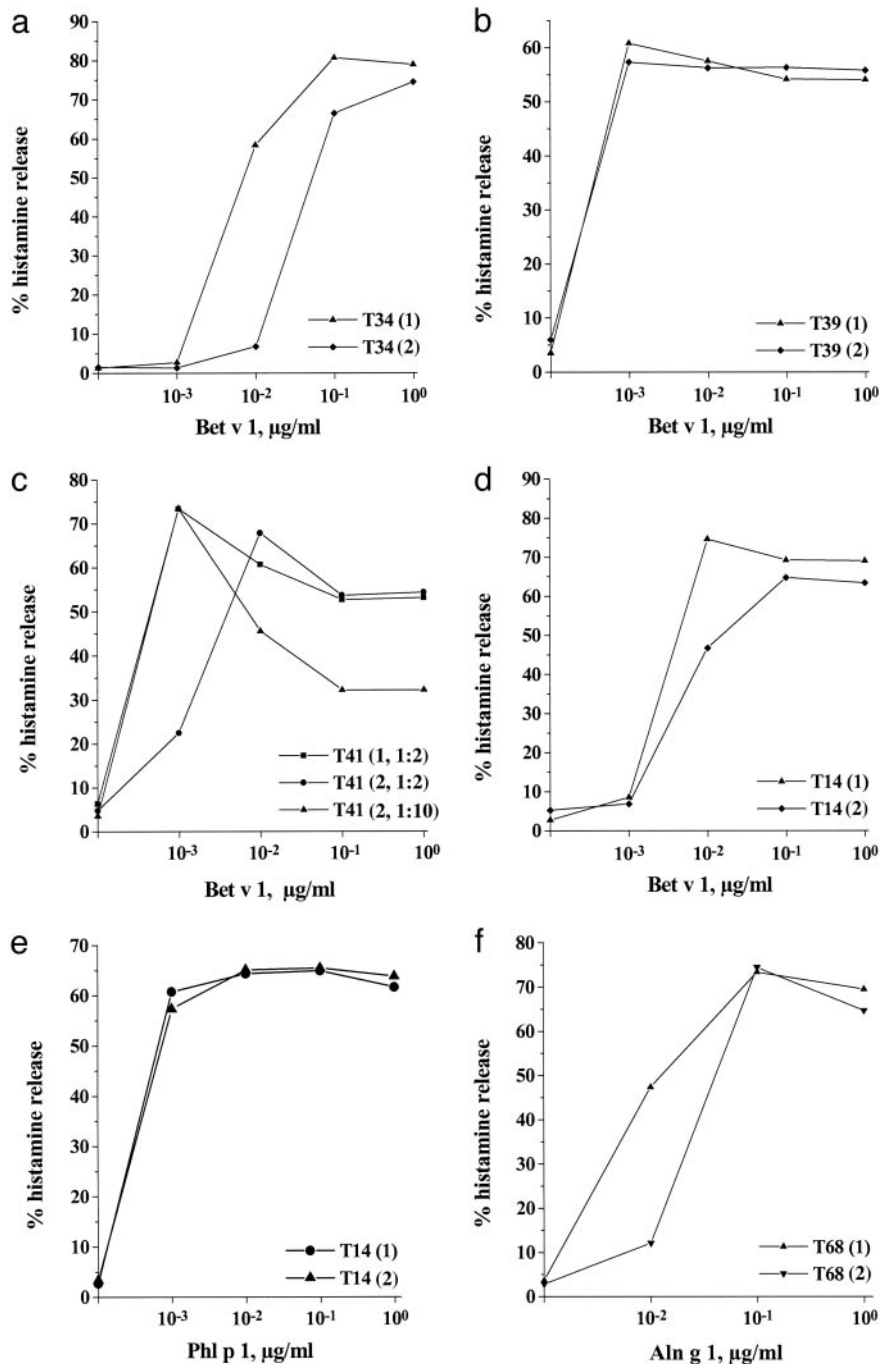 a
90
80
70
60
50
40
30
20
10
0
% histamine release
T34 (1)
T34 (2)
10⁻³ 10⁻² 10⁻¹ 10⁰
Bet v 1, µg/ml
b
60
50
40
30
20
10
0
% histamine release
T39 (1)
T39 (2)
10⁻³ 10⁻² 10⁻¹ 10⁰
Bet v 1, µg/ml
c
80
70
60
50
40
30
20
10
0
% histamine release
T41 (1, 1:2)
T41 (2, 1:2)
T41 (2, 1:10)
10⁻³ 10⁻² 10⁻¹ 10⁰
Bet v 1, µg/ml
d
90
80
70
60
50
40
30
20
10
0
% histamine release
T14 (1)
T14 (2)
10⁻³ 10⁻² 10⁻¹ 10⁰
Bet v 1, µg/ml
e
70
60
50
40
30
20
10
0
% histamine release
T14 (1)
T14 (2)
10⁻³ 10⁻² 10⁻¹ 10⁰
Phl p 1, µg/ml
f
80
70
60
50
40
30
20
10
0
% histamine release
T68 (1)
T68 (2)
10⁻² 10⁻¹ 10⁰
Aln g 1, µg/ml